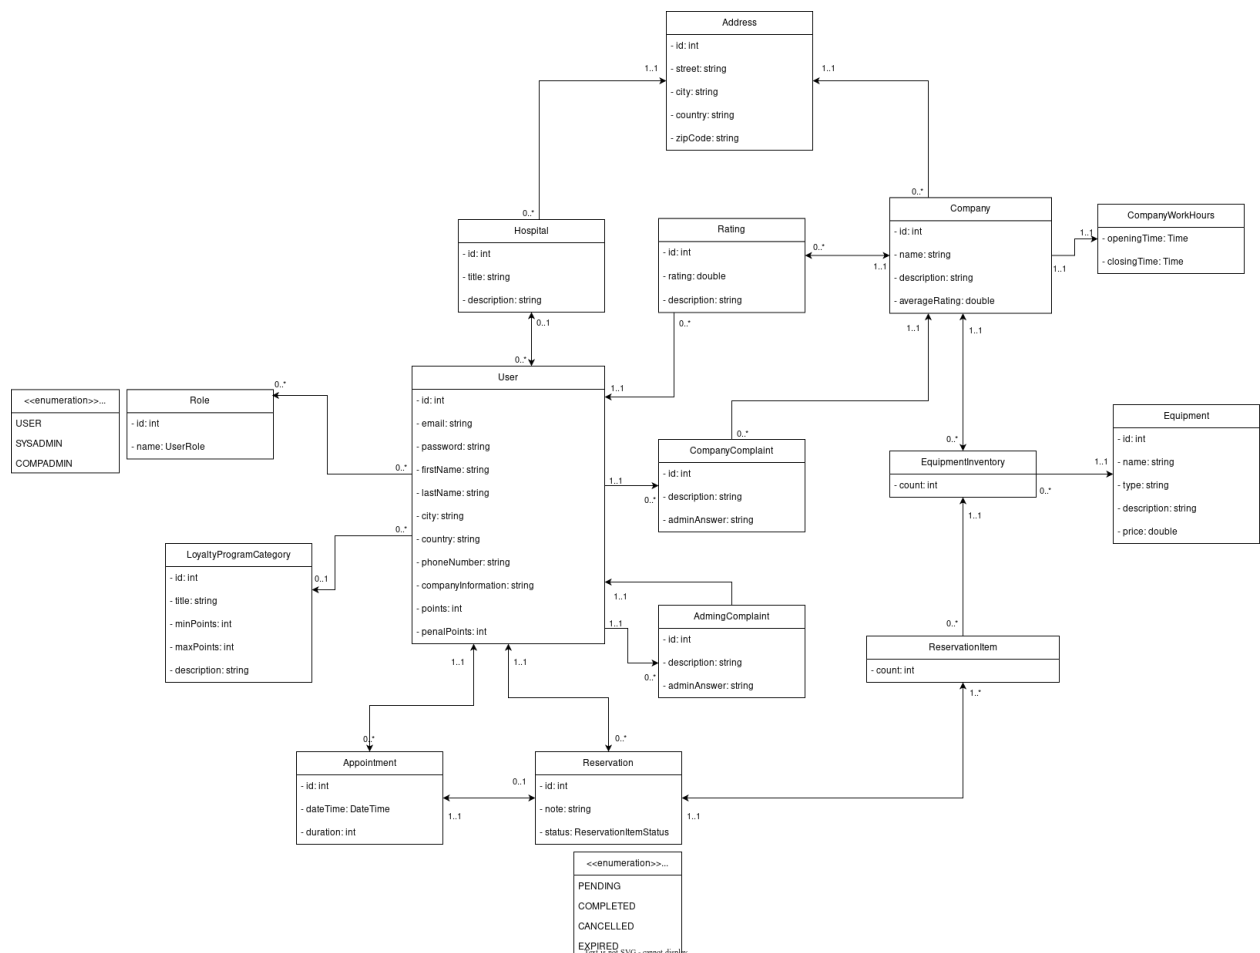 Address
- id: int
- street: string
- city: string
- country: string
- zipCode: string
1..1
1..1
0..*
0..*
Hospital
- id: int
- title: string
- description: string
Rating
- id: int
- rating: double
- description: string
Company
- id: int
- name: string
- description: string
- averageRating: double
CompanyWorkHours
- openingTime: Time
- closingTime: Time
0..*
1..1
1..1
1..1
0..1
0..*
0..*
1..1
1..1
1..1
User
- id: int
- email: string
- password: string
- firstName: string
- lastName: string
- city: string
- country: string
- phoneNumber: string
- companyInformation: string
- points: int
- penalPoints: int
<<enumeration>>...
USER
SYSADMIN
COMPADMIN
Role
- id: int
- name: UserRole
0..*
0..*
0..*
0..1
LoyaltyProgramCategory
- id: int
- title: string
- minPoints: int
- maxPoints: int
- description: string
0..*
CompanyComplaint
- id: int
- description: string
- adminAnswer: string
1..1
0..*
0..*
EquipmentInventory
- count: int
1..1
0..*
Equipment
- id: int
- name: string
- type: string
- description: string
- price: double
1..1
1..1
1..1
0..*
AdmingComplaint
- id: int
- description: string
- adminAnswer: string
0..*
ReservationItem
- count: int
1..*
1..1
1..1
0..*
0..*
Appointment
- id: int
- dateTime: DateTime
- duration: int
0..1
1..1
Reservation
- id: int
- note: string
- status: ReservationItemStatus
1..1
<<enumeration>>...
PENDING
COMPLETED
CANCELLED
EXPIRED
Text is not SVG - cannot display